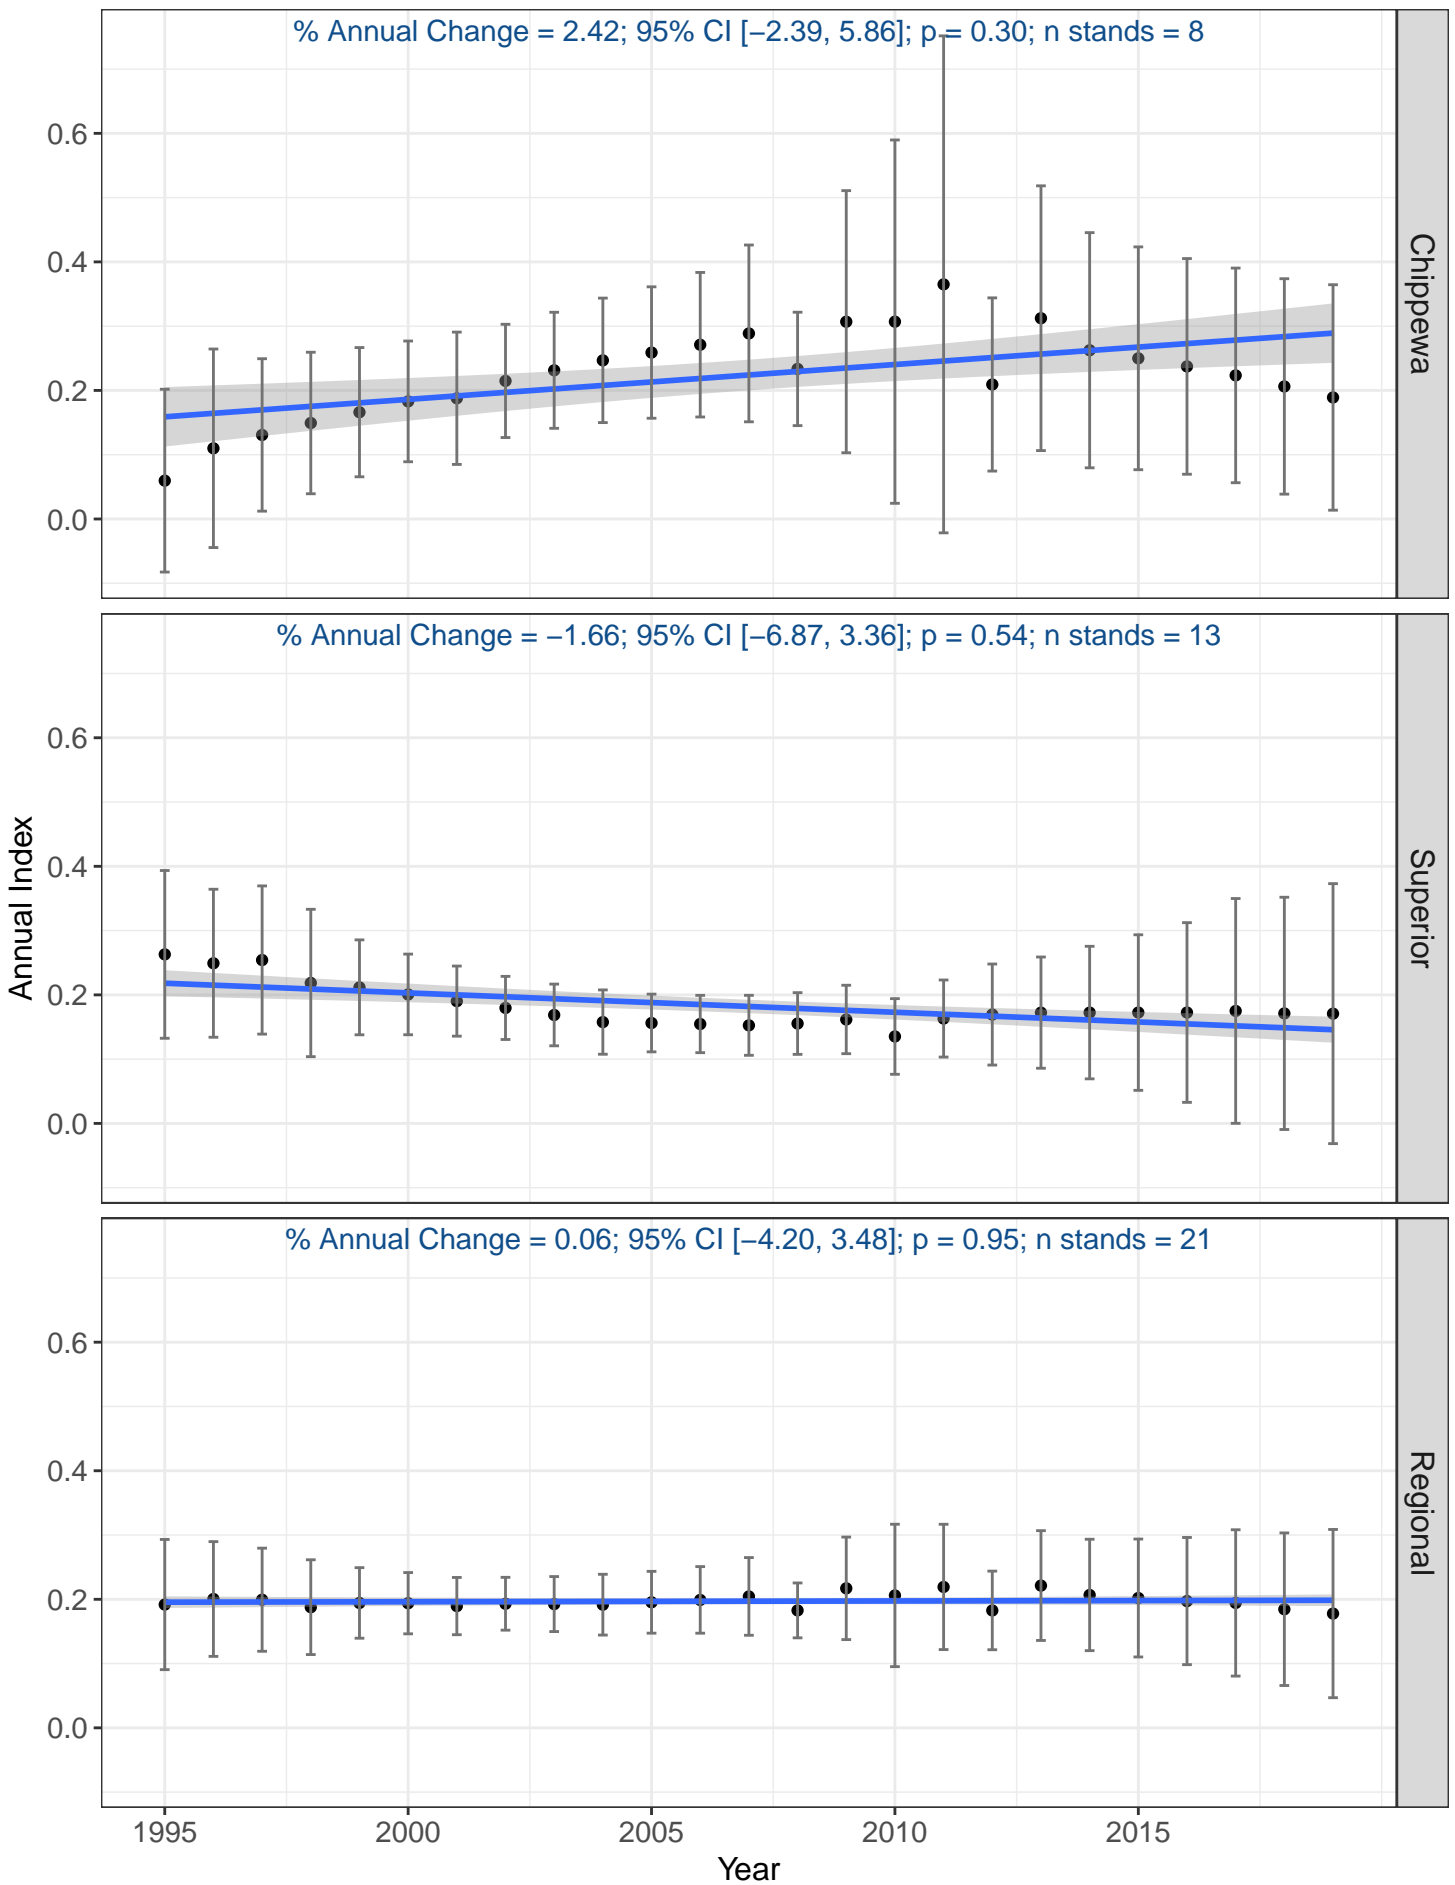 % Annual Change = 2.42; 95% CI [−2.39, 5.86]; p = 0.30; n stands = 8
0.6
0.4
0.2
0.0
Chippewa
% Annual Change = −1.66; 95% CI [−6.87, 3.36]; p = 0.54; n stands = 13
0.6
0.4
0.2
0.0
Superior
Annual Index
% Annual Change = 0.06; 95% CI [−4.20, 3.48]; p = 0.95; n stands = 21
0.6
0.4
0.2
0.0
Regional
1995 2000 2005 2010 2015
Year